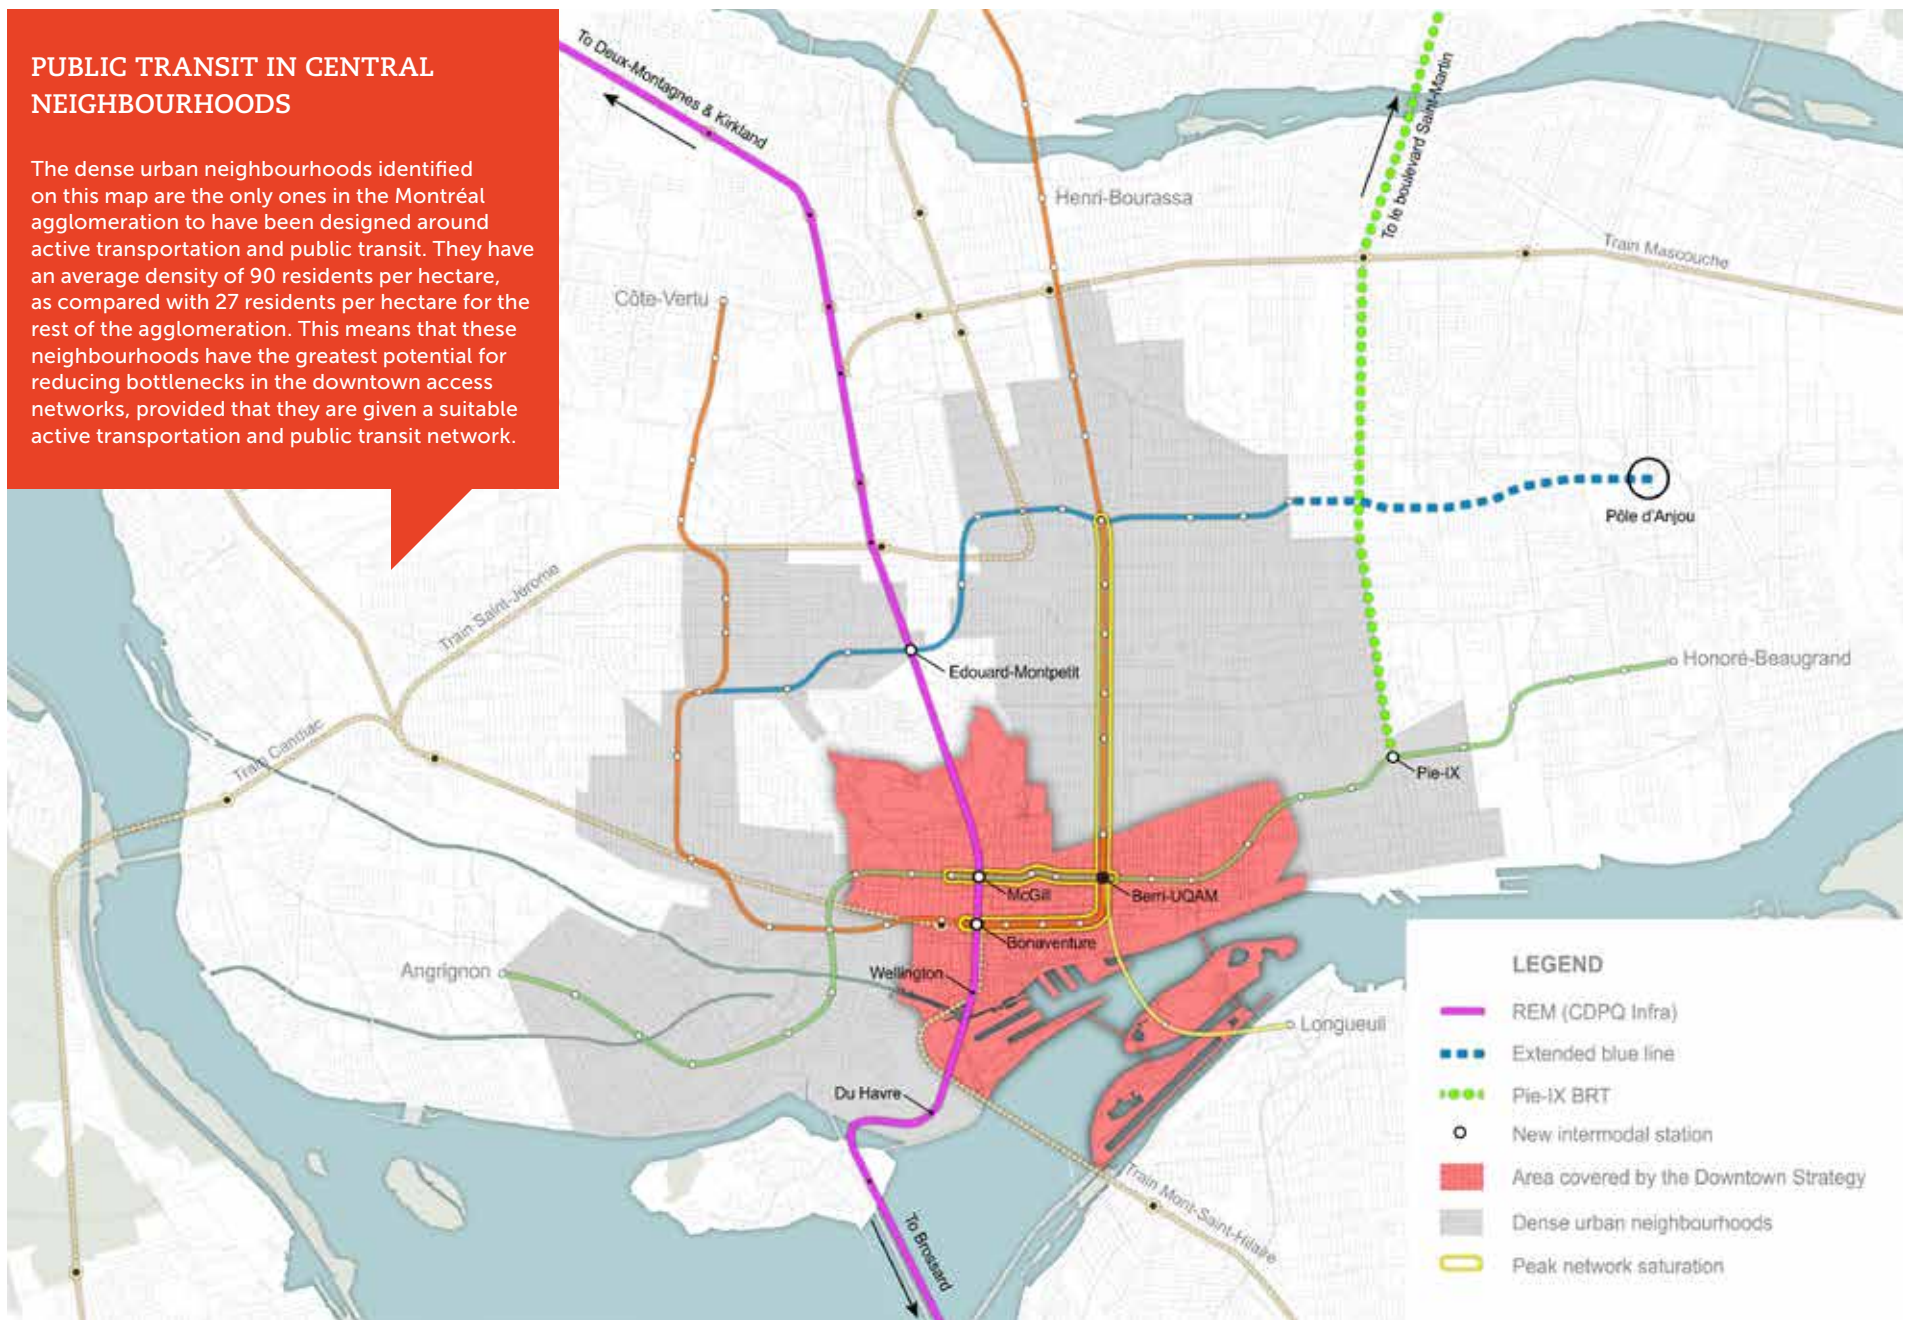 PUBLIC TRANSIT IN CENTRAL
NEIGHBOURHOODS
The dense urban neighbourhoods identified
on this map are the only ones in the Montréal
agglomeration to have been designed around
active transportation and public transit. They have
an average density of 90 residents per hectare,
as compared with 27 residents per hectare for the
rest of the agglomeration. This means that these
neighbourhoods have the greatest potential for
reducing bottlenecks in the downtown access
networks, provided that they are given a suitable
active transportation and public transit network.
To Deux-Montagnes & Kirkland
To le boulevard Saint-Martin
Henri-Bourassa
Train Mascouche
Côte-Vertu
Pôle d'Anjou
Train Saint-Jérome
Edouard-Montpetit
Honoré-Beaugrand
Train Candiac
Pie-IX
McGill
Berri-UQAM
Bonaventure
Angrignon
Wellington
Longueuil
Du Havre
Train Mont-Saint-Hilaire
To Brossard
LEGEND
REM (CDPQ Infra)
Extended blue line
Pie-IX BRT
New intermodal station
Area covered by the Downtown Strategy
Dense urban neighbourhoods
Peak network saturation